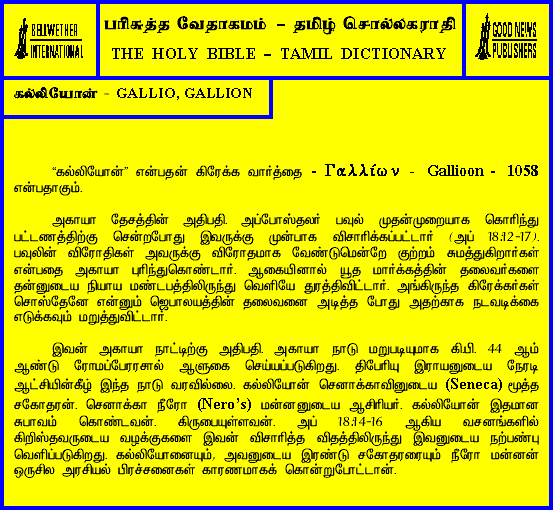 BELLWETHER
INTERNATIONAL
பரிசுத்த வேதாகமம் – தமிழ் சொல்லகராதி
THE HOLY BIBLE – TAMIL DICTIONARY
GOOD NEWS
PUBLISHERS
கல்லியோன் - GALLIO, GALLION
“கல்லியோன்” என்பதன் கிரேக்க வார்த்தை - Γαλλίων - Gallioon - 1058
என்பதாகும்.
அகாயா தேசத்தின் அதிபதி. அப்போஸ்தலர் பவுல் முதன்முறையாக கொரிந்து
பட்டணத்திற்கு சென்றபோது இவருக்கு முன்பாக விசாரிக்கப்பட்டார் (அப் 18:12-17).
பவுலின் விரோதிகள் அவருக்கு விரோதமாக வேண்டுமென்றே குற்றம் சுமத்துகிறார்கள்
என்பதை அகாயா புரிந்துகொண்டார். ஆகையினால் யூத மார்க்கத்தின் தலைவர்களை
தன்னுடைய நியாய மண்டபத்திலிருந்து வெளியே துரத்திவிட்டார். அங்கிருந்த கிரேக்கர்கள்
சொஸ்தேனே என்னும் ஜெபாலயத்தின் தலைவனை அடித்த போது அதற்காக நடவடிக்கை
எடுக்கவும் மறுத்துவிட்டார்.
இவன் அகாயா நாட்டிற்கு அதிபதி. அகாயா நாடு மறுபடியுமாக கி.பி. 44 ஆம்
ஆண்டு ரோமப்பேரரசால் ஆளுகை செய்யப்படுகிறது. திபேரியு இராயனுடைய நேரடி
ஆட்சியின்கீழ் இந்த நாடு வரவில்லை. கல்லியோன் செனாக்காவினுடைய (Seneca) மூத்த
சகோதரன். செனாக்கா நீரோ (Nero's) மன்னனுடைய ஆசிரியர். கல்லியோன் இதமான
சுபாவம் கொண்டவன். கிருபையுள்ளவன். அப் 18:14-16 ஆகிய வசனங்களில்
கிறிஸ்தவருடைய வழக்குகளை இவன் விசாரித்த விதத்திலிருந்து இவனுடைய நற்பண்பு
வெளிப்படுகிறது. கல்லியோனையும், அவனுடைய இரண்டு சகோதரரையும் நீரோ மன்னன்
ஒருசில அரசியல் பிரச்சனைகள் காரணமாகக் கொன்றுபோட்டான்.